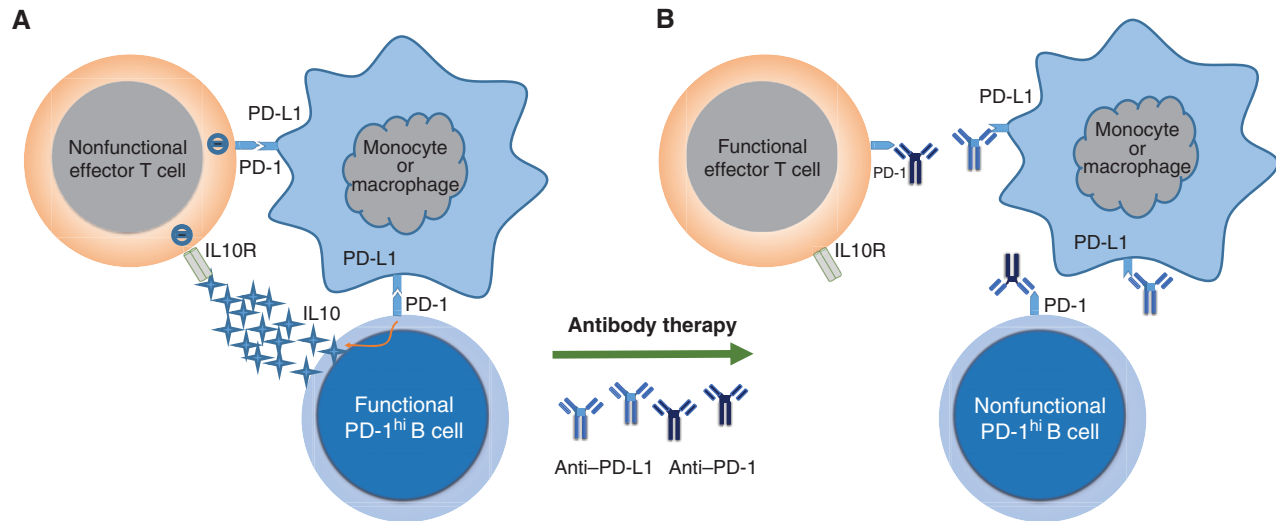 A
Nonfunctional
effector T cell
PD-L1
PD-1
Monocyte
or
macrophage
IL10R
PD-L1
IL10
PD-1
Functional
PD-1hi B cell
Antibody therapy
Anti–PD-L1
Anti–PD-1
B
Functional
effector T cell
PD-1
PD-L1
Monocyte
or
macrophage
IL10R
PD-L1
PD-1
Nonfunctional
PD-1hi B cell